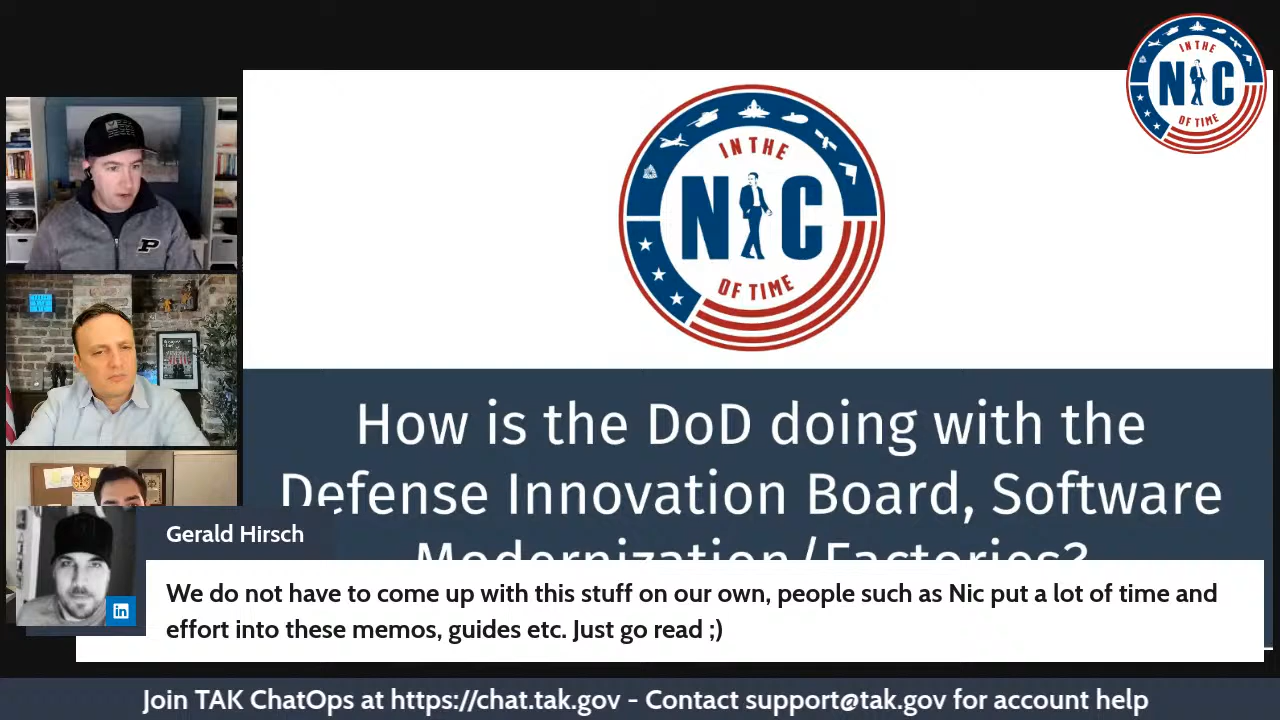 IN THE
NIC
OF TIME
IN THE
NIC
OF TIME
P
How is the DoD doing with the
Defense Innovation Board, Software
Modernization/Factories?
Gerald Hirsch
in
We do not have to come up with this stuff on our own, people such as Nic put a lot of time and
effort into these memos, guides etc. Just go read ;)
Join TAK ChatOps at https://chat.tak.gov - Contact support@tak.gov for account help